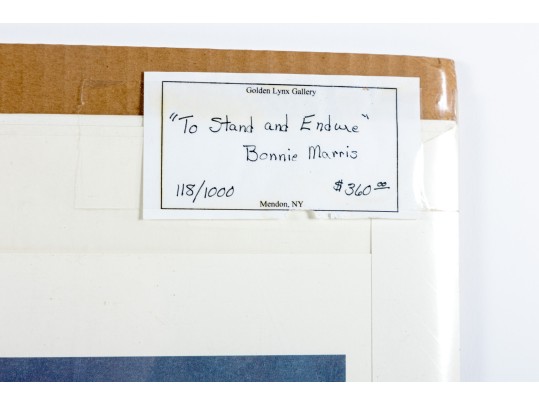 Golden Lynx Gallery
"To Stand and Endure"
Bonnie Marris
118/1000 $360.00
Mendon, NY